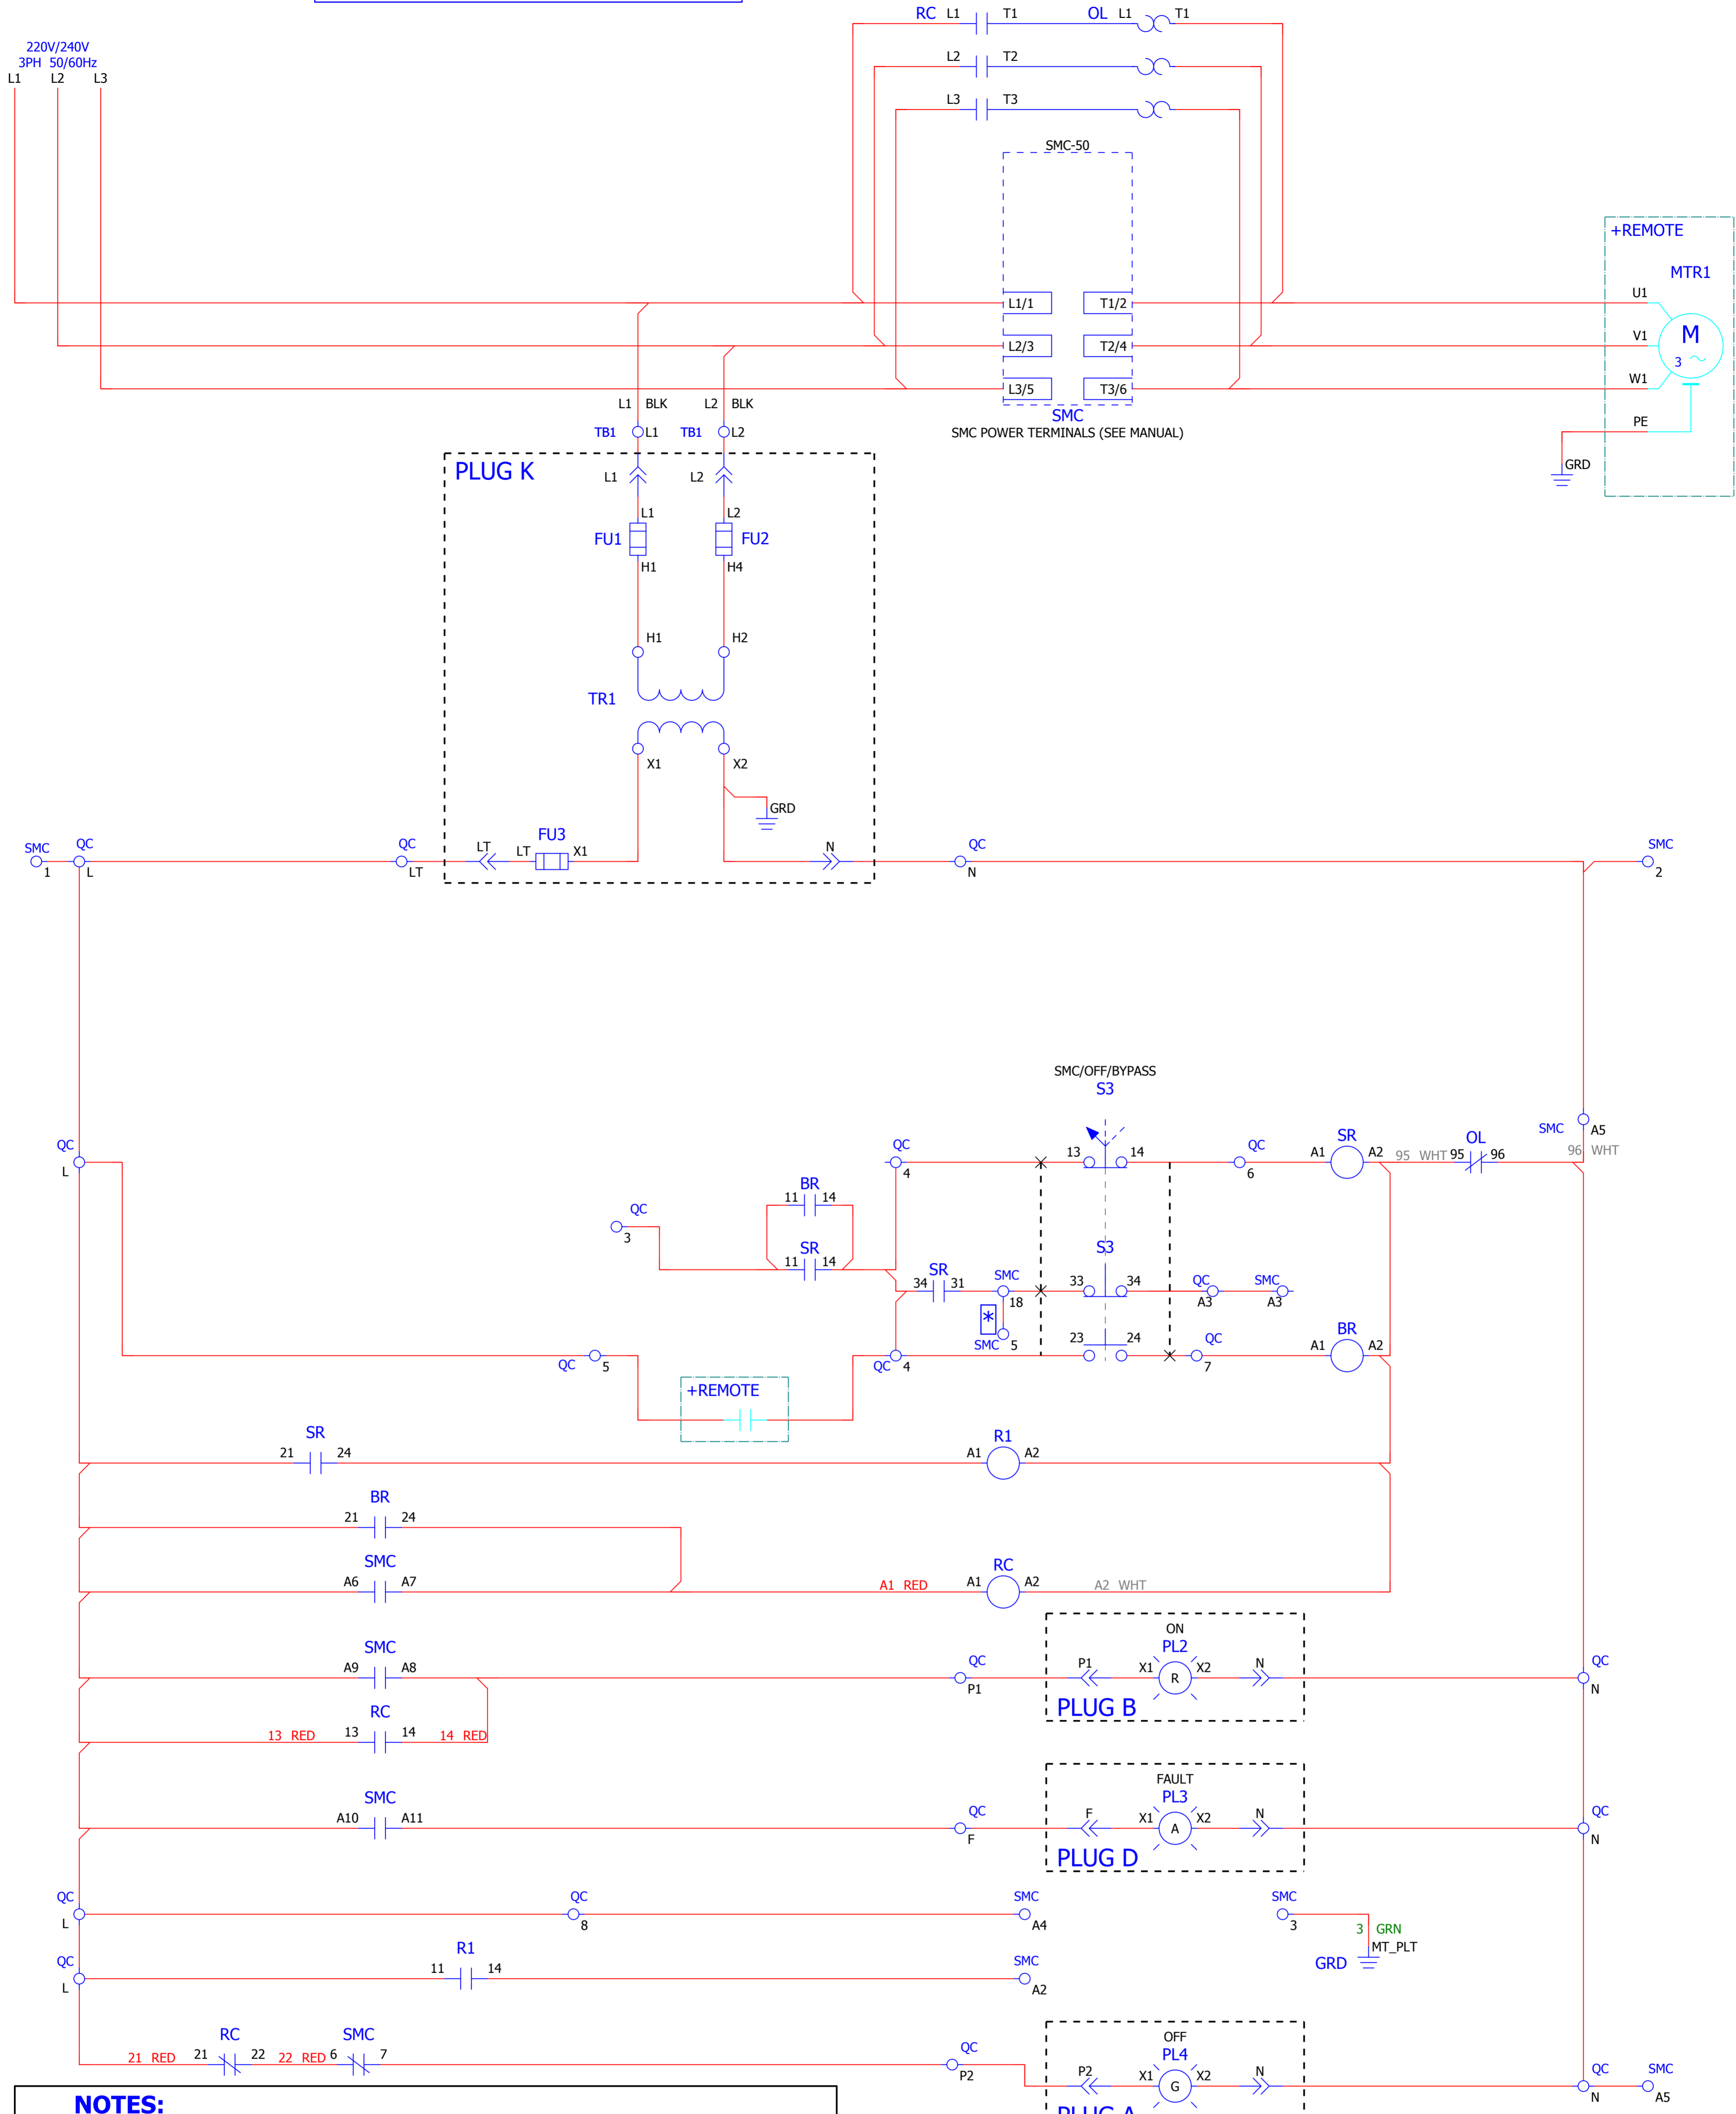 RC L1 T1 OL L1 T1
220V/240V
3PH 50/60Hz
L1 L2 L3
L2 T2
L3 T3
SMC-50
+REMOTE
MTR1
L1/1 T1/2 U1
L2/3 T2/4 V1
M
3
L3/5 T3/6 W1
L1 BLK L2 BLK
SMC
PE
TB1 L1 TB1 L2
SMC POWER TERMINALS (SEE MANUAL)
PLUG K
L1 L2
GRD
L1 L2
FU1 FU2
H1 H4
H1 H2
TR1
X1 X2
GRD
FU3
SMC QC QC LT LT X1 N QC SMC
1 L LT N 2
SMC/OFF/BYPASS
S3
SMC A5
QC QC 13 14 QC SR OL
L 4 6 A1 A2 95 WHT 95 96 96 WHT
BR
11 14
QC
3
SR S3
11 14
SR SMC QC SMC
34 31 33 34
18 A3 A3
*
SMC 5
23 24 QC BR
A1 A2
QC 5 QC 4 7
+REMOTE
SR R1
21 24 A1 A2
BR
21 24
SMC RC
A6 A7 A1 RED A1 A2 A2 WHT
ON
SMC PL2
A9 A8 QC P1 X1 R X2 N QC
P1 N
PLUG B
RC
13 RED 13 14 14 RED
FAULT
SMC PL3
A10 A11 QC F X1 A X2 N QC
F N
PLUG D
QC QC SMC SMC
L 8 A4 3
3 GRN
MT_PLT
GRD
QC R1 SMC
11 14
L A2
OFF
RC SMC PL4
21 RED 21 22 22 RED 6 7 QC P2 X1 G X2 N QC SMC
P2 N A5
NOTES:
PLUG A